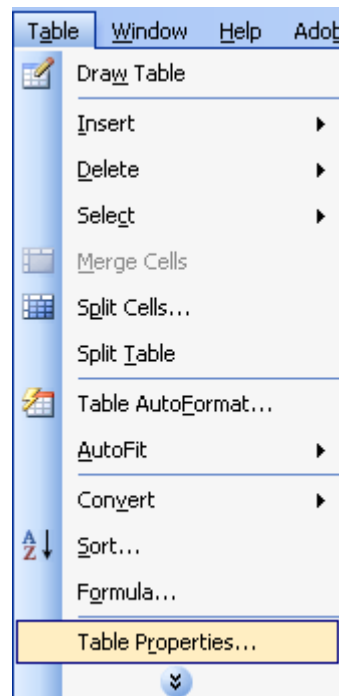 Table Window Help Adob
Draw Table
Insert
Delete
Select
Merge Cells
Split Cells...
Split Table
Table AutoFormat...
AutoFit
Convert
A Z Sort...
Formula...
Table Properties...